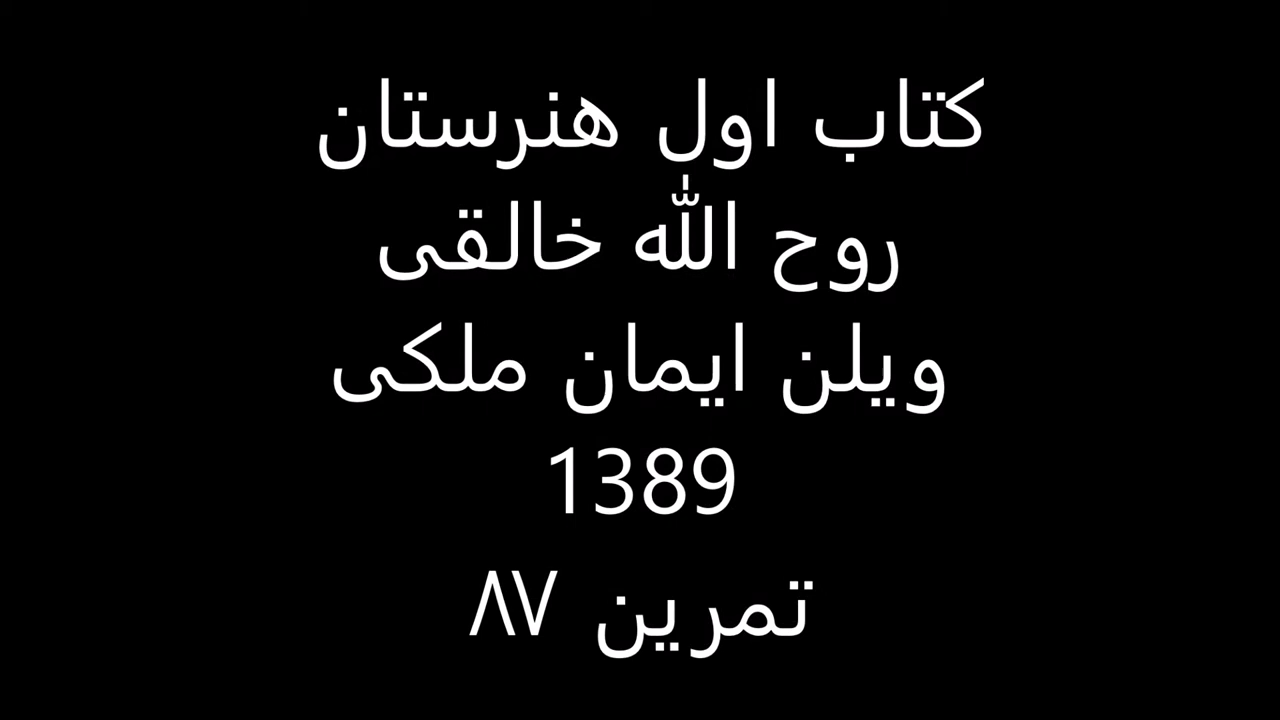 کتاب اول هنرستان
روح الله خالقی
ویلن ایمان ملکی
1389
تمرین ۸۷